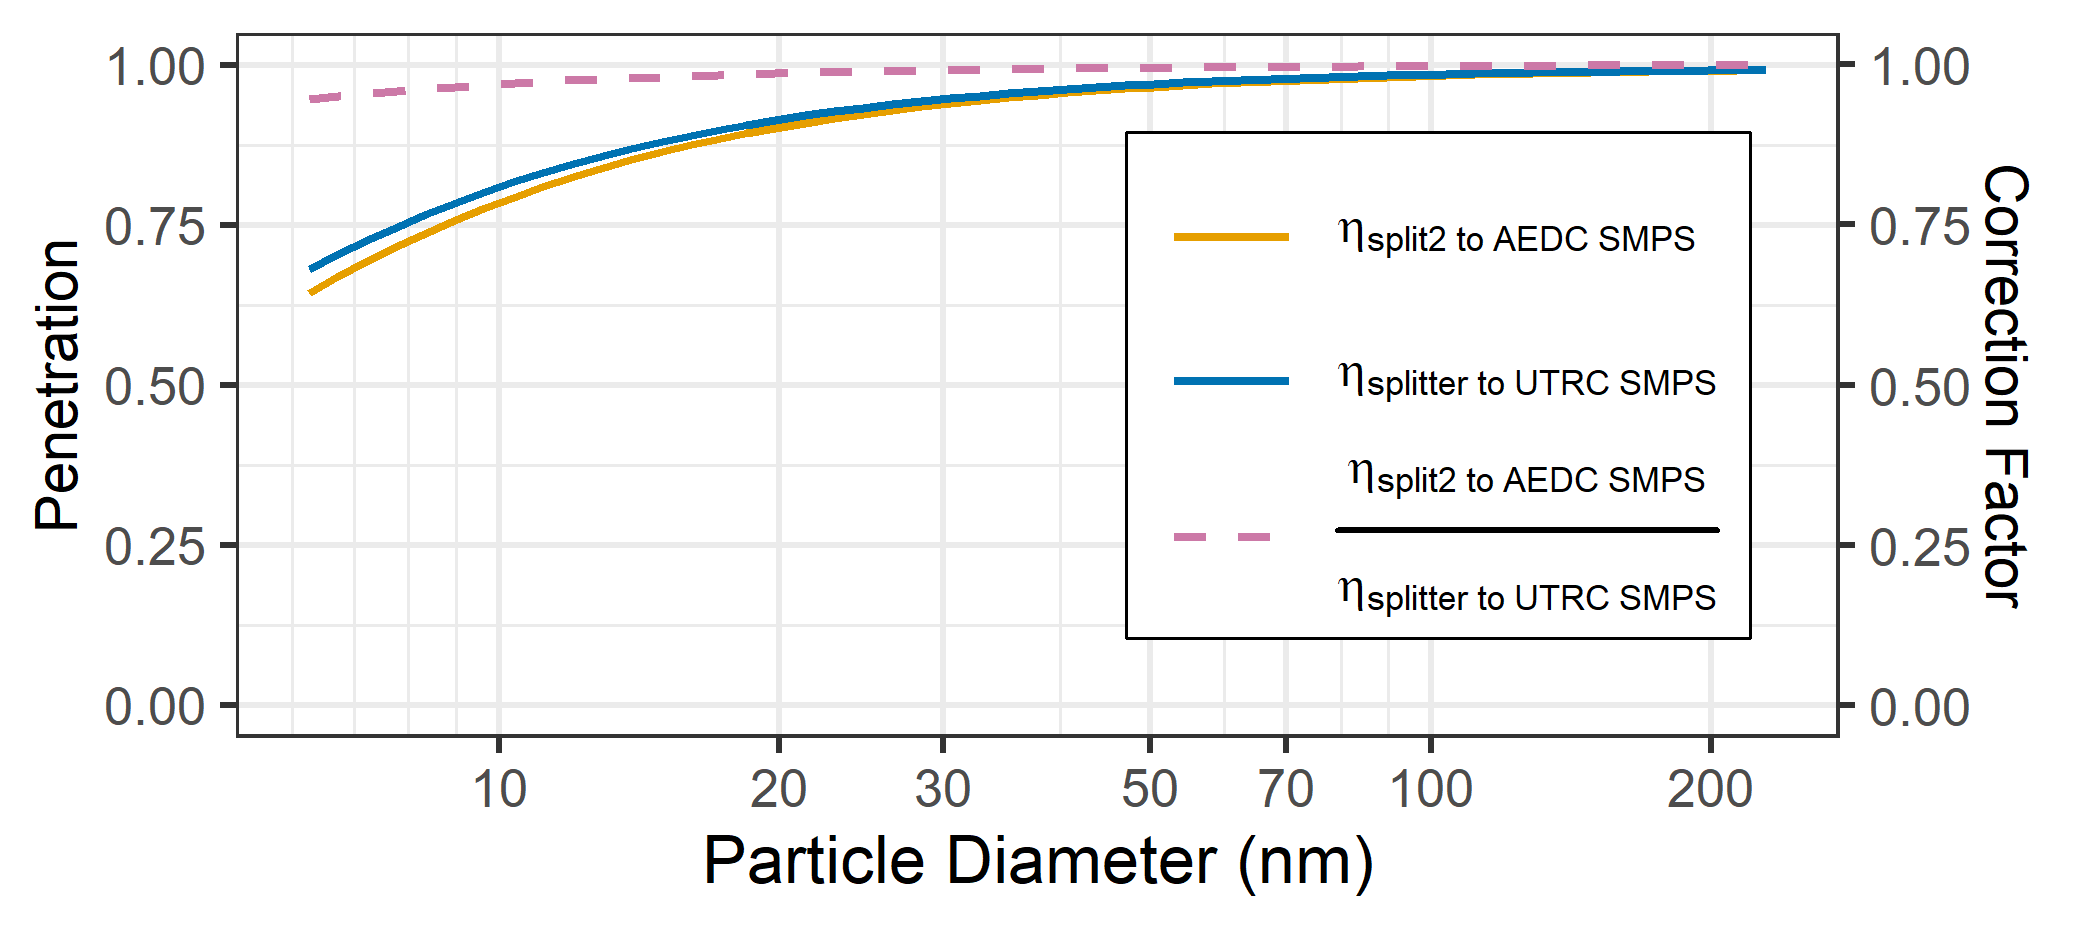 Penetration
1.00
0.75
0.50
0.25
0.00
ηsplit2 to AEDC SMPS
ηsplitter to UTRC SMPS
ηsplit2 to AEDC SMPS
ηsplitter to UTRC SMPS
1.00
0.75
0.50
0.25
0.00
Correction Factor
10 20 30 50 70 100 200
Particle Diameter (nm)